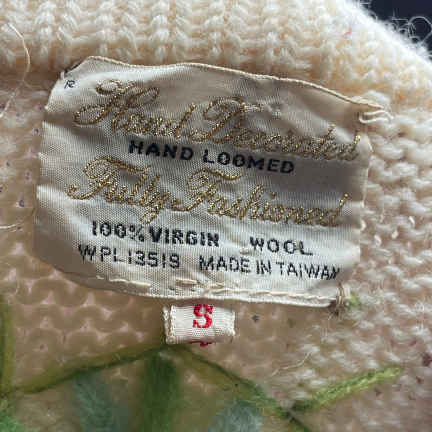 ®
Hand Decorated
HAND LOOMED
Fully Fashioned
100% VIRGIN WOOL
WPL13519 MADE IN TAIWAN
S